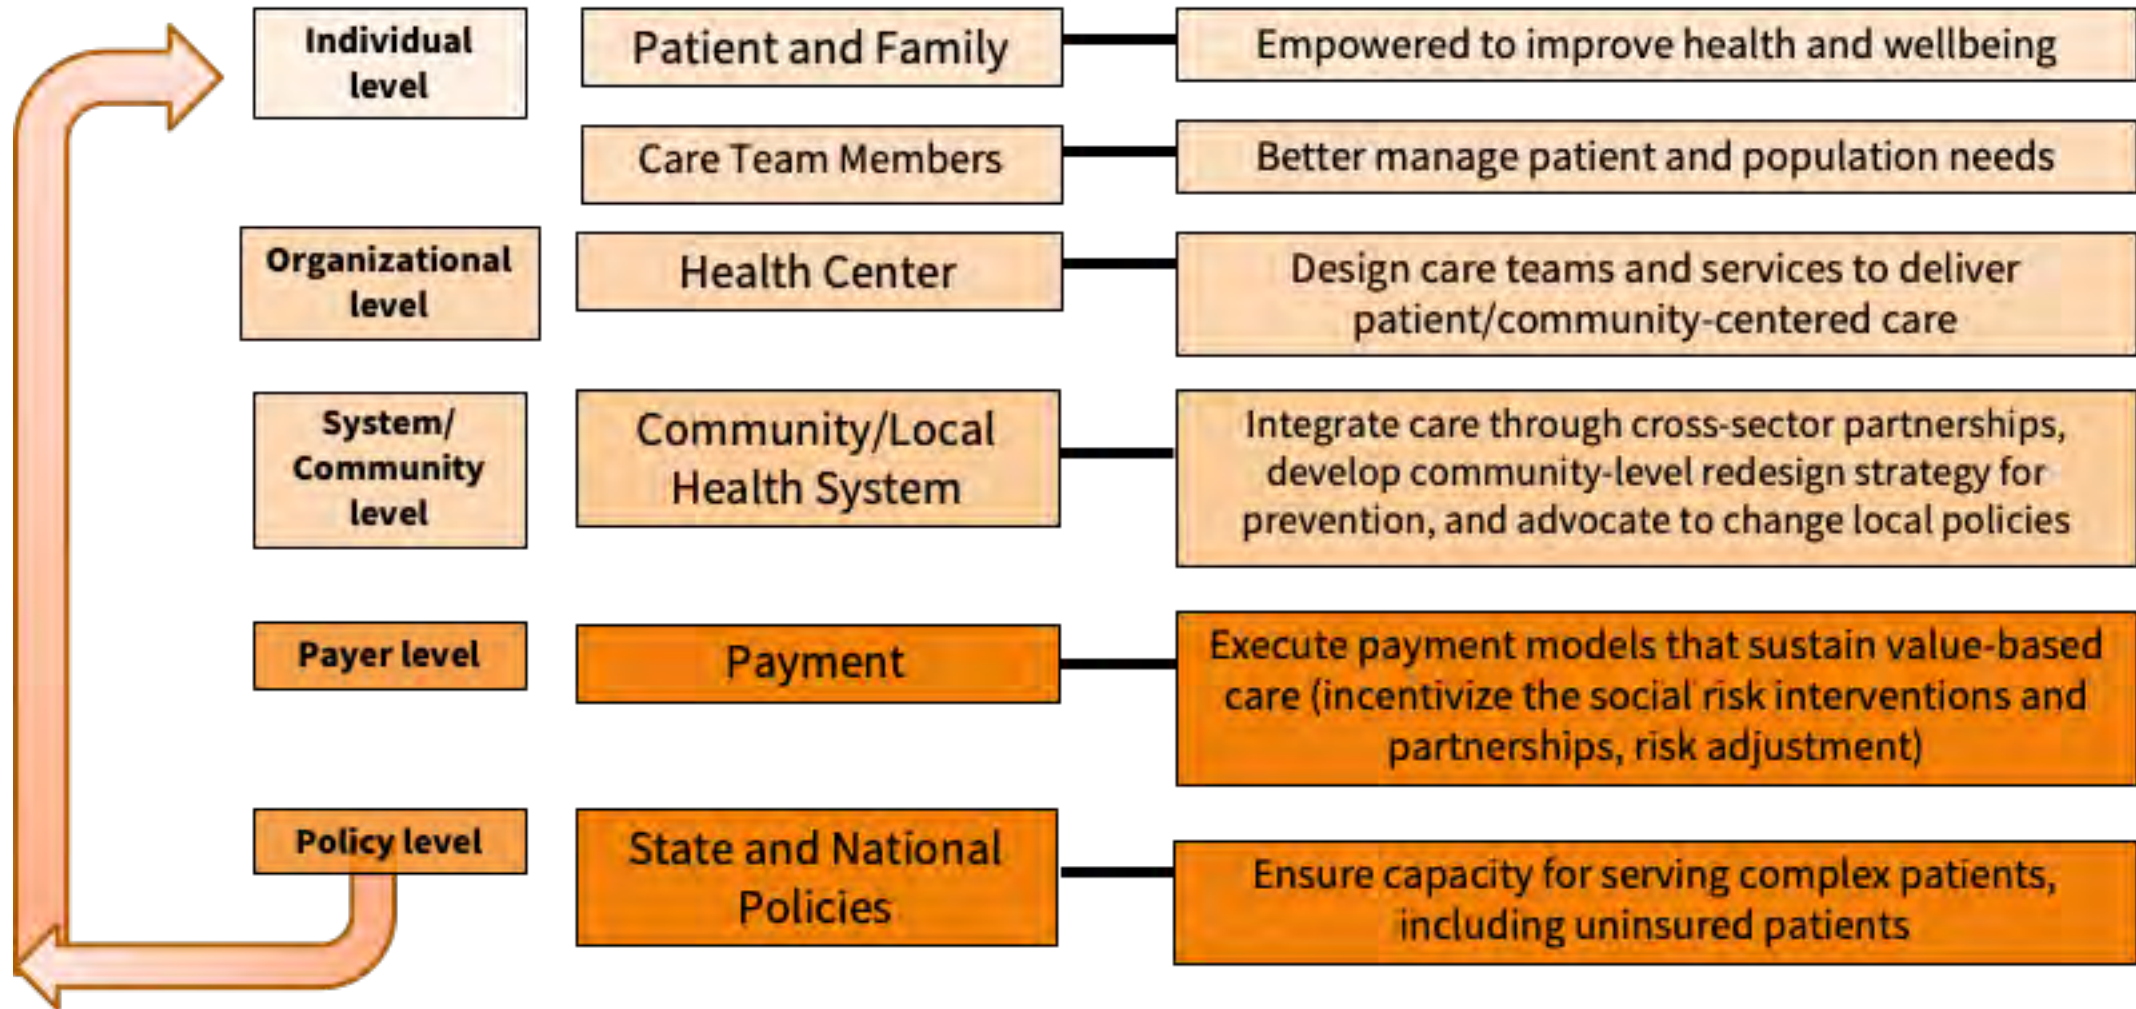 Individual
level
Patient and Family
Empowered to improve health and wellbeing
Care Team Members
Better manage patient and population needs
Organizational
level
Health Center
Design care teams and services to deliver
patient/community-centered care
System/
Community
level
Community/Local
Health System
Integrate care through cross-sector partnerships,
develop community-level redesign strategy for
prevention, and advocate to change local policies
Payer level
Payment
Execute payment models that sustain value-based
care (incentivize the social risk interventions and
partnerships, risk adjustment)
Policy level
State and National
Policies
Ensure capacity for serving complex patients,
including uninsured patients